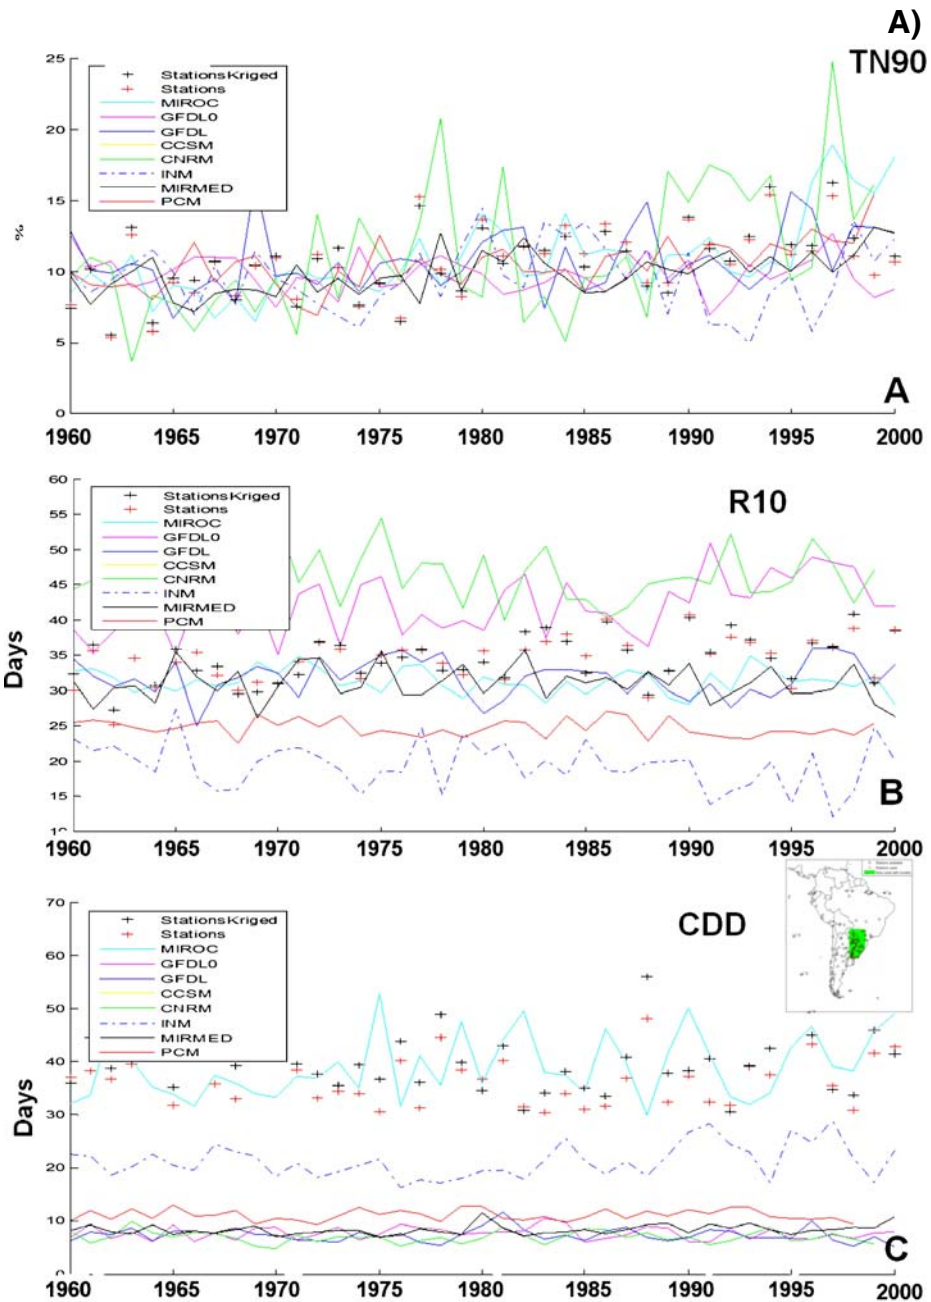 A)
TN90
25
20
15
10
5
0
%
StationsKriged
Stations
MIROC
GFDL0
GFDL
CCSM
CNRM
INM
MIRMED
PCM
A
1960 1965 1970 1975 1980 1985 1990 1995 2000
R10
60
55
50
45
40
35
30
25
20
15
Days
StationsKriged
Stations
MIROC
GFDL0
GFDL
CCSM
CNRM
INM
MIRMED
PCM
B
1960 1965 1970 1975 1980 1985 1990 1995 2000
CDD
70
60
50
40
30
20
10
Days
StationsKriged
Stations
MIROC
GFDL0
GFDL
CCSM
CNRM
INM
MIRMED
PCM
C
1960 1965 1970 1975 1980 1985 1990 1995 2000